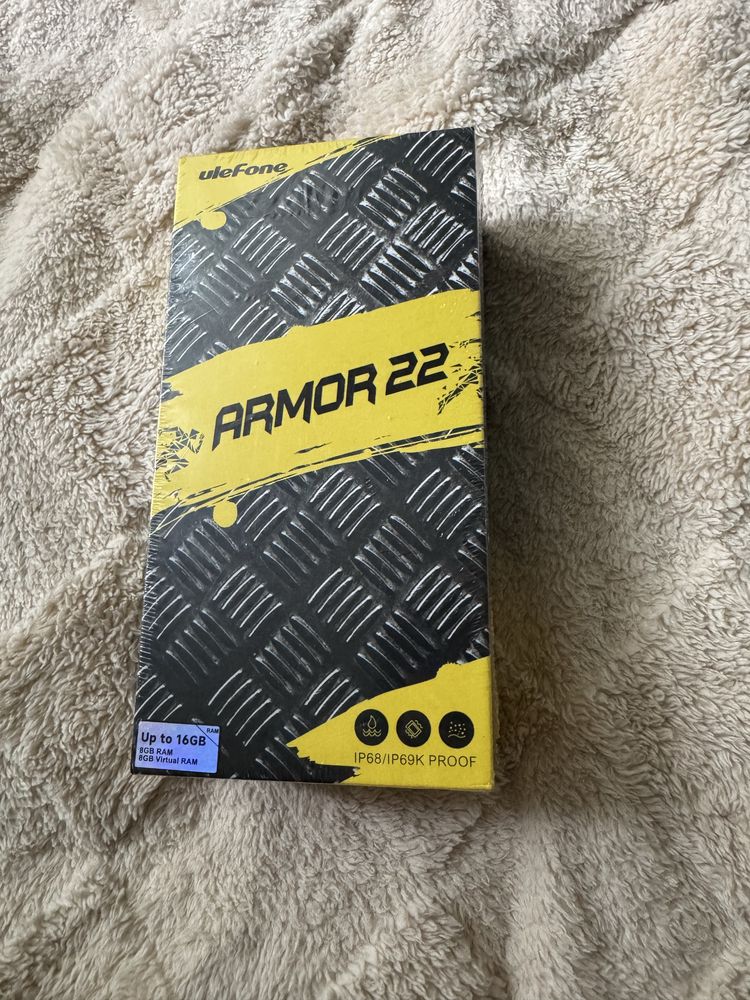 uleFone
ARMOR 22
RAM
Up to 16GB
8GB RAM
8GB Virtual RAM
IP68/IP69K PROOF